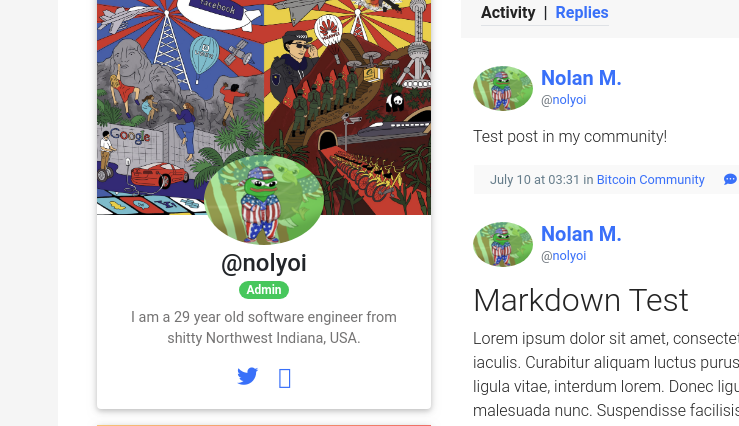 facebook
Google
@nolyoi
Admin
I am a 29 year old software engineer from
shitty Northwest Indiana, USA.
Activity | Replies
Nolan M.
@nolyoi
Test post in my community!
July 10 at 03:31 in Bitcoin Community
Nolan M.
@nolyoi
Markdown Test
Lorem ipsum dolor sit amet, consectet
iaculis. Curabitur aliquam luctus purus
ligula vitae, interdum lorem. Donec ligu
malesuada nunc. Suspendisse facilisis